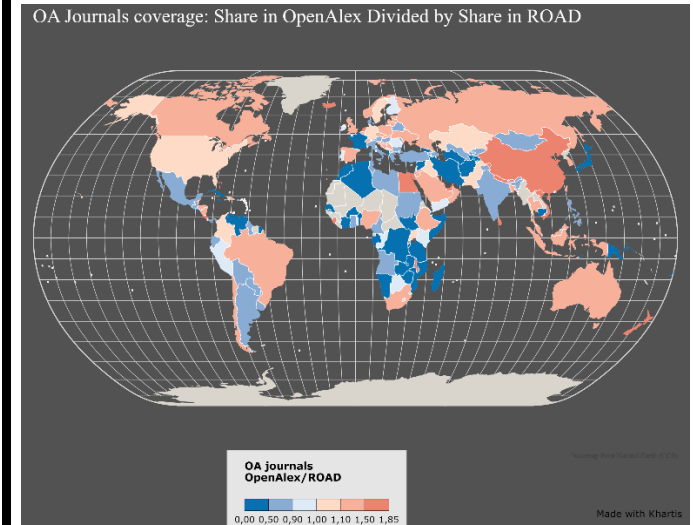 OA Journals coverage: Share in OpenAlex Divided by Share in ROAD
OA journals
OpenAlex/ROAD
0,00 0,50 0,90 1,00 1,10 1,50 1,85
Made with Khartis